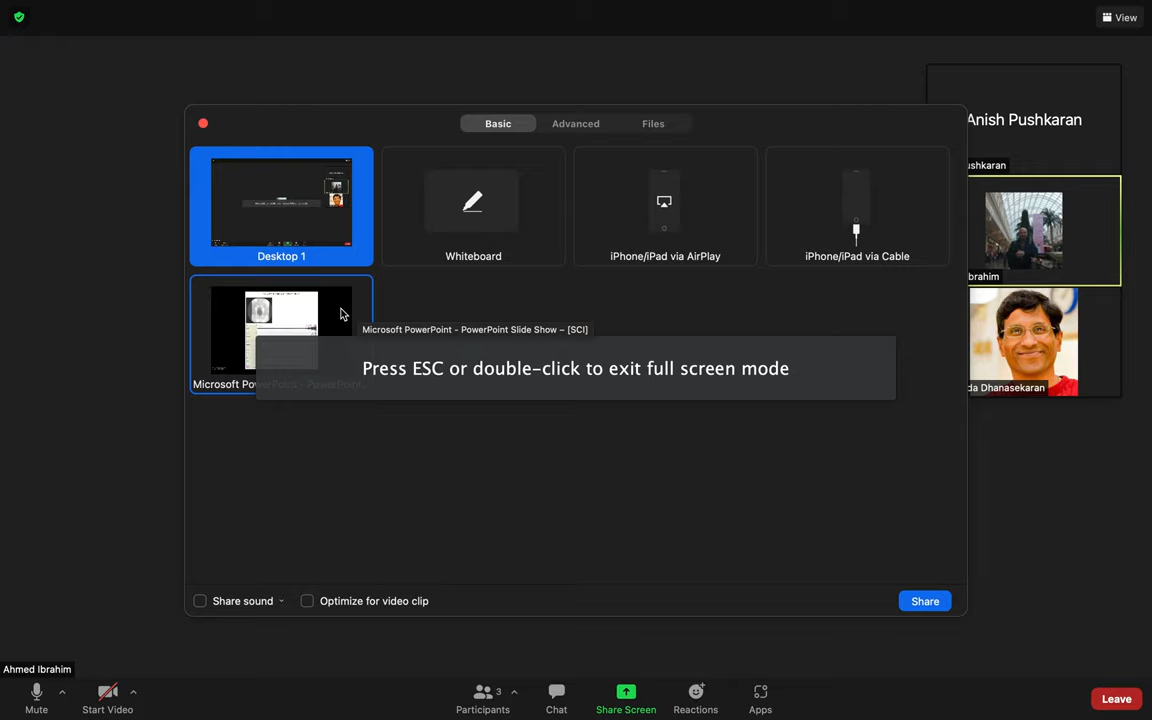 View
Basic
Advanced
Files
Anish Pushkaran
ushkaran
Desktop 1
Whiteboard
iPhone/iPad via AirPlay
iPhone/iPad via Cable
brahim
Microsoft PowerPoint - PowerPoint Slide Show – [SCI]
Press ESC or double-click to exit full screen mode
Microsoft PowerPoint - PowerPoint...
da Dhanasekaran
Share sound
Optimize for video clip
Share
Ahmed Ibrahim
3
Mute
Start Video
Participants
Chat
Share Screen
Reactions
Apps
Leave